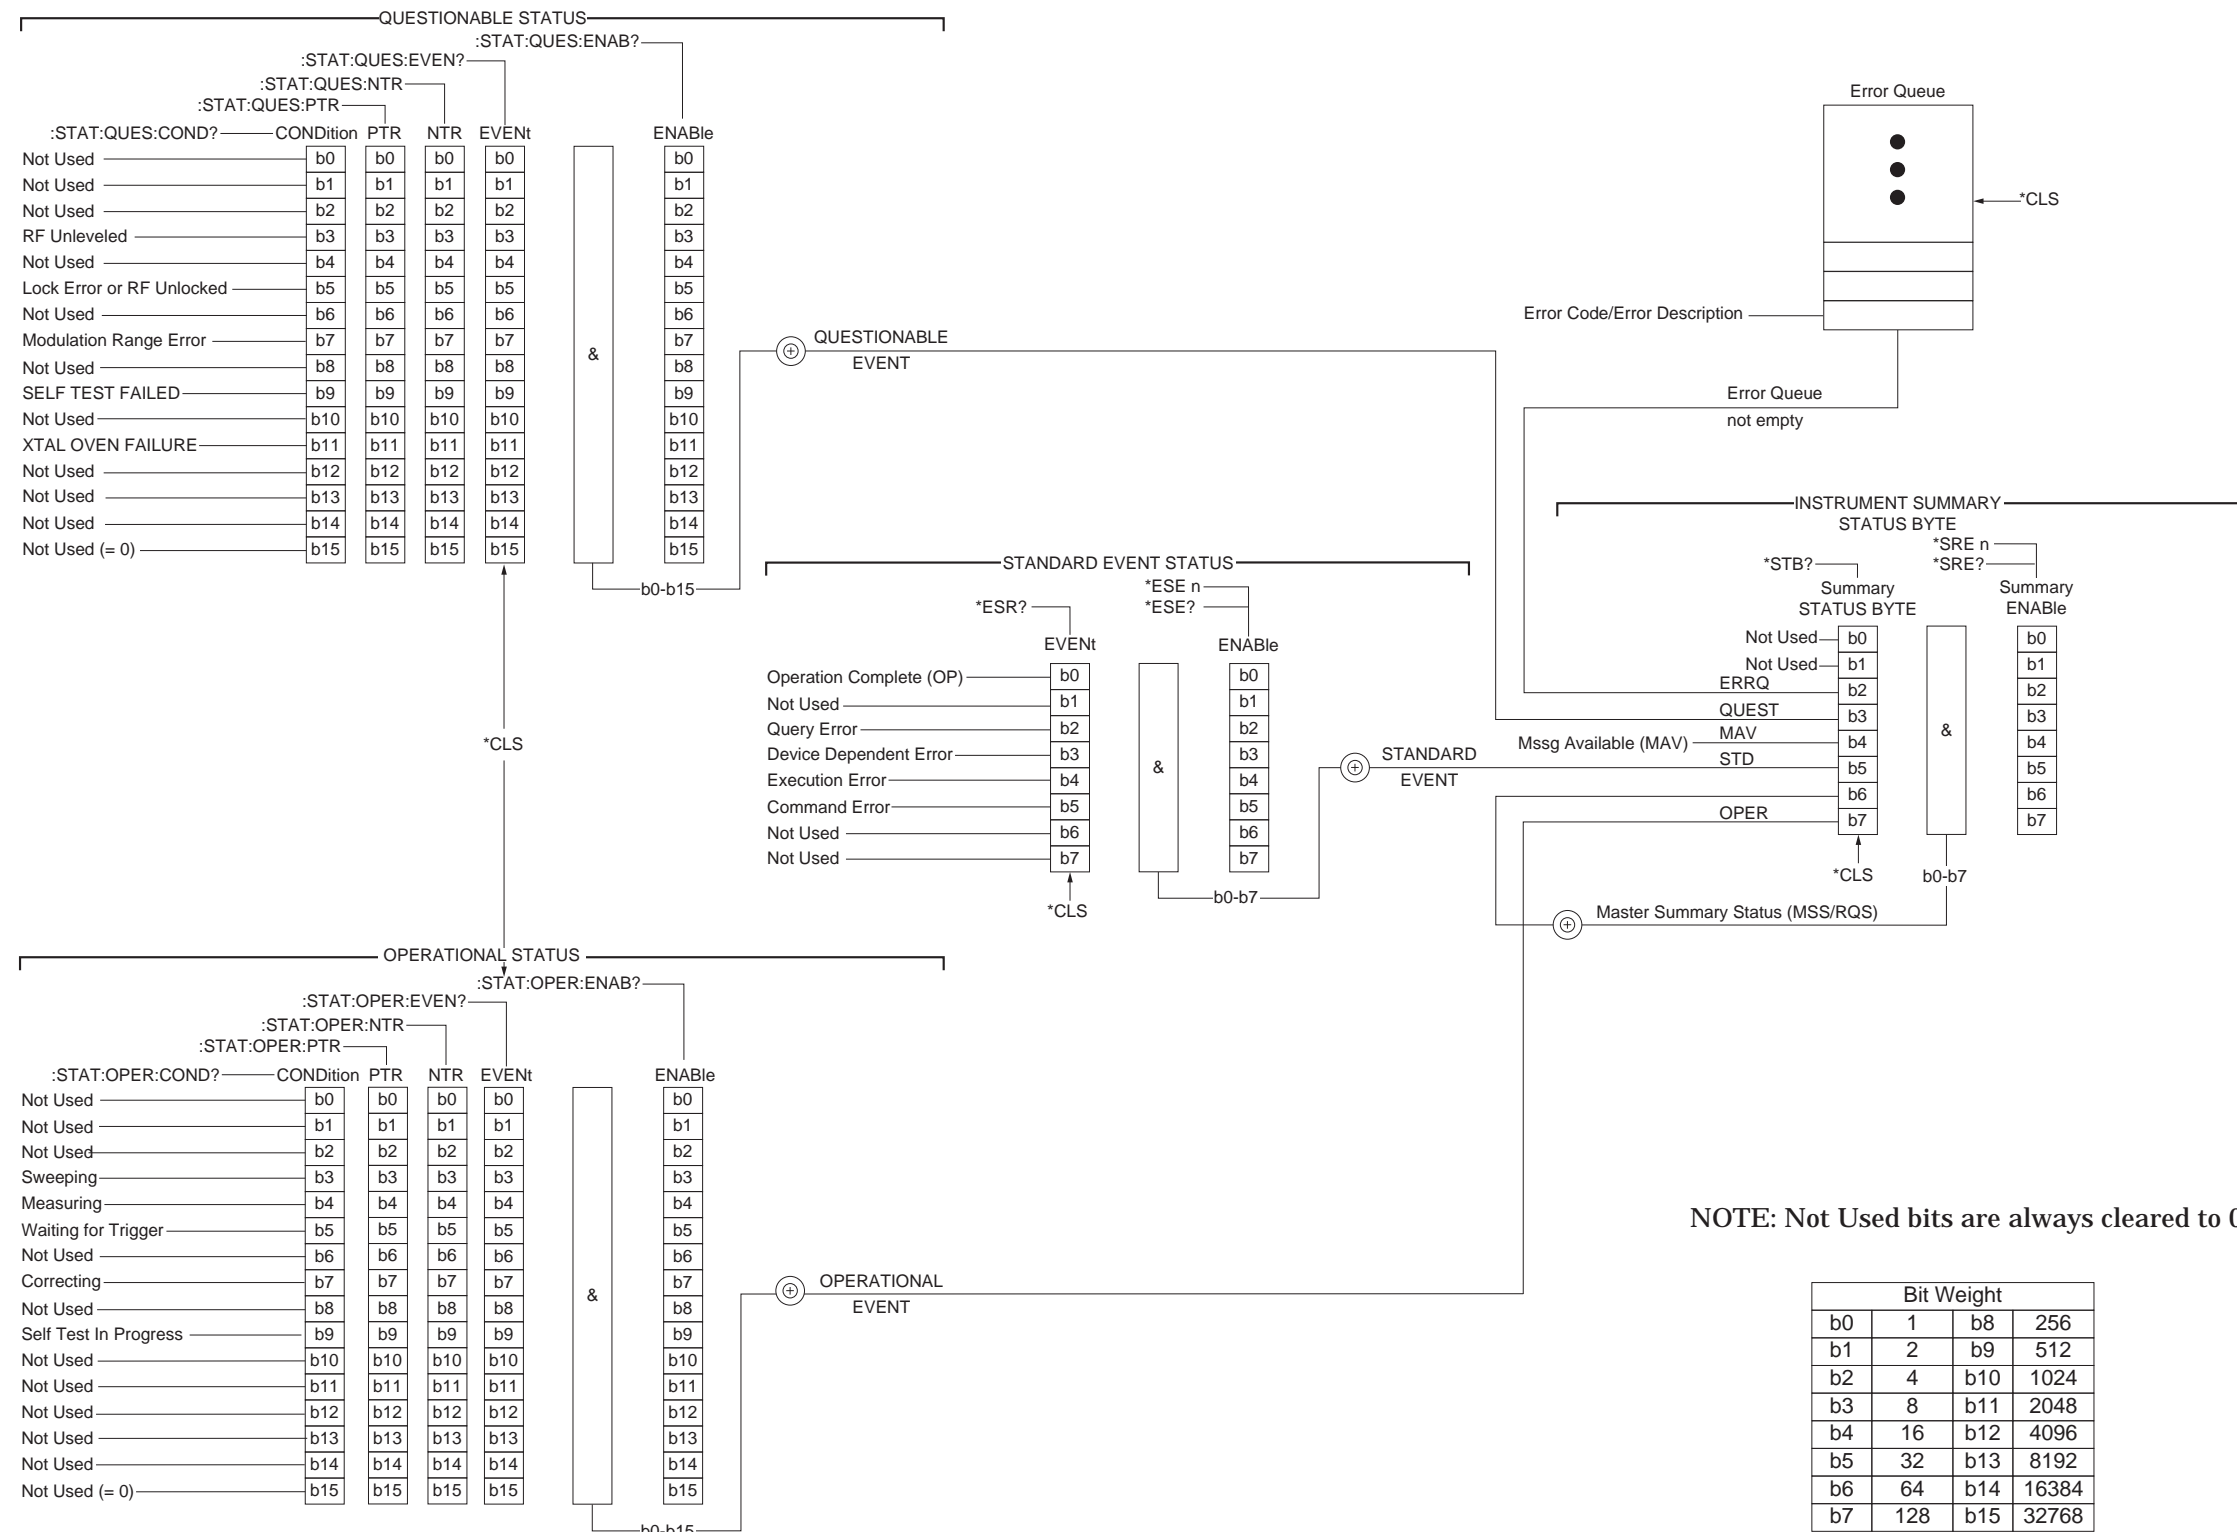 QUESTIONABLE STATUS
:STAT:QUES:ENAB?
:STAT:QUES:EVEN?
:STAT:QUES:NTR
:STAT:QUES:PTR
:STAT:QUES:COND? CONDition PTR NTR EVENt ENABle
Not Used b0 b0 b0 b0 b0
Not Used b1 b1 b1 b1 b1
Not Used b2 b2 b2 b2 b2
RF Unleveled b3 b3 b3 b3 b3
Not Used b4 b4 b4 b4 b4
Lock Error or RF Unlocked b5 b5 b5 b5 b5
Not Used b6 b6 b6 b6 b6
Modulation Range Error b7 b7 b7 b7 & b7
Not Used b8 b8 b8 b8 b8
SELF TEST FAILED b9 b9 b9 b9 b9
Not Used b10 b10 b10 b10 b10
XTAL OVEN FAILURE b11 b11 b11 b11 b11
Not Used b12 b12 b12 b12 b12
Not Used b13 b13 b13 b13 b13
Not Used b14 b14 b14 b14 b14
Not Used (= 0) b15 b15 b15 b15 b15
b0-b15
QUESTIONABLE
EVENT
*CLS
Error Queue
*CLS
Error Code/Error Description
Error Queue
not empty
STANDARD EVENT STATUS
*ESE n
*ESR? *ESE?
EVENt ENABle
Operation Complete (OP) b0 b0
Not Used b1 b1
Query Error b2 b2
Device Dependent Error b3 & b3
Execution Error b4 b4
Command Error b5 b5
Not Used b6 b6
Not Used b7 b7
*CLS
b0-b7
STANDARD
EVENT
INSTRUMENT SUMMARY
STATUS BYTE
*SRE n
*STB? *SRE?
Summary Summary
STATUS BYTE ENABle
Not Used b0 b0
Not Used b1 b1
ERRQ b2 b2
QUEST b3 & b3
Mssg Available (MAV) MAV b4 b4
STD b5 b5
b6 b6
OPER b7 b7
*CLS b0-b7
Master Summary Status (MSS/RQS)
OPERATIONAL STATUS
:STAT:OPER:ENAB?
:STAT:OPER:EVEN?
:STAT:OPER:NTR
:STAT:OPER:PTR
:STAT:OPER:COND? CONDition PTR NTR EVENt ENABle
Not Used b0 b0 b0 b0 b0
Not Used b1 b1 b1 b1 b1
Not Used b2 b2 b2 b2 b2
Sweeping b3 b3 b3 b3 b3
Measuring b4 b4 b4 b4 b4
Waiting for Trigger b5 b5 b5 b5 b5
Not Used b6 b6 b6 b6 b6
Correcting b7 b7 b7 b7 & b7
Not Used b8 b8 b8 b8 b8
Self Test In Progress b9 b9 b9 b9 b9
Not Used b10 b10 b10 b10 b10
Not Used b11 b11 b11 b11 b11
Not Used b12 b12 b12 b12 b12
Not Used b13 b13 b13 b13 b13
Not Used b14 b14 b14 b14 b14
Not Used (= 0) b15 b15 b15 b15 b15
b0-b15
OPERATIONAL
EVENT
NOTE: Not Used bits are always cleared to 0
Bit Weight
b0 1 b8 256
b1 2 b9 512
b2 4 b10 1024
b3 8 b11 2048
b4 16 b12 4096
b5 32 b13 8192
b6 64 b14 16384
b7 128 b15 32768